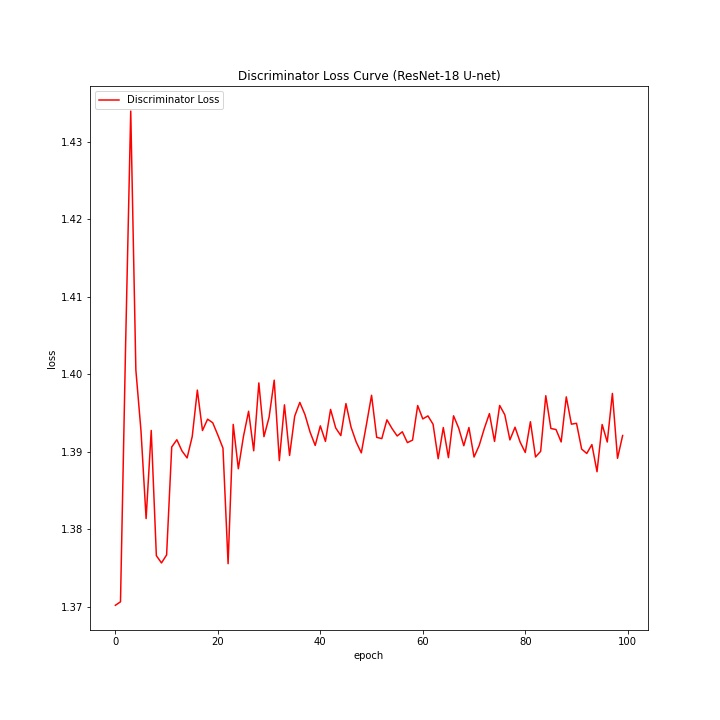 Discriminator Loss Curve (ResNet-18 U-net)
Discriminator Loss
1.43
1.42
1.41
1.40
1.39
1.38
1.37
loss
0 20 40 60 80 100
epoch